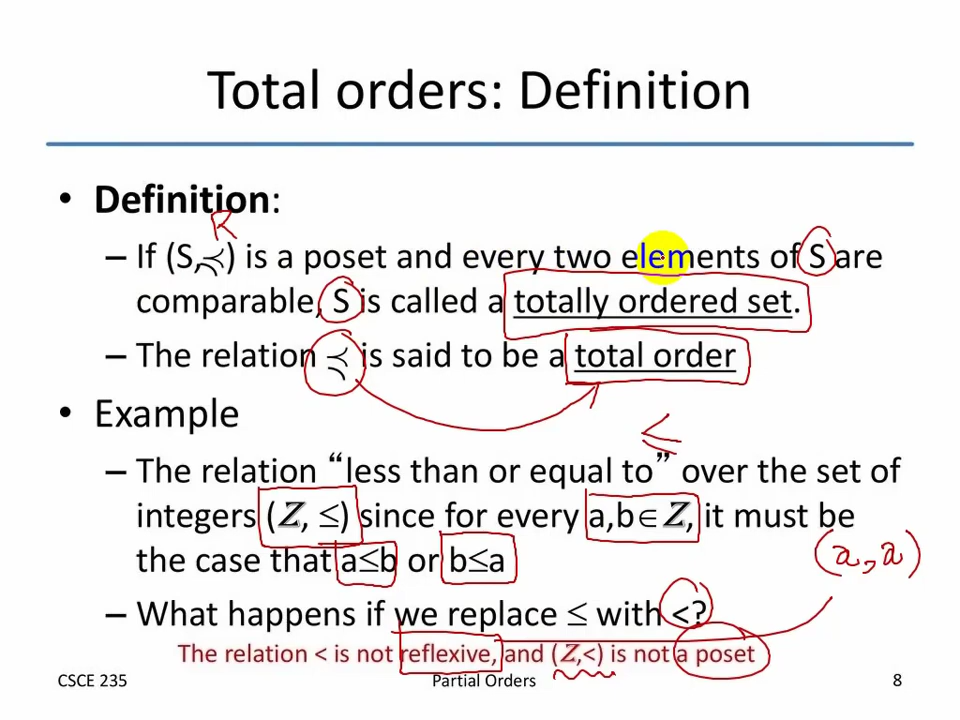 Total orders: Definition
• Definition:
R
– If (S,≼) is a poset and every two elements of S are
comparable, S is called a totally ordered set.
– The relation ≼ is said to be a total order
• Example
≤
– The relation “less than or equal to” over the set of
integers (Z, ≤) since for every a,b∈Z, it must be
the case that a≤b or b≤a
(a,a)
– What happens if we replace ≤ with <?
The relation < is not reflexive, and (Z,<) is not a poset
CSCE 235 Partial Orders 8